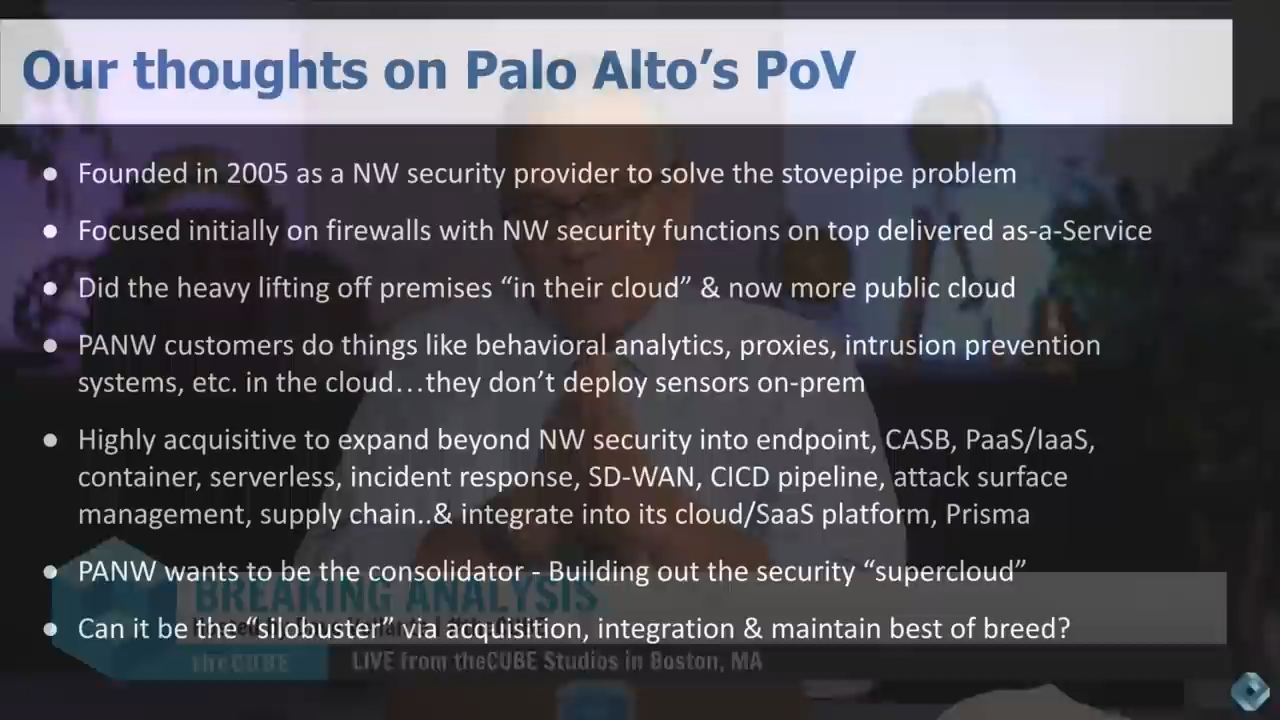 Our thoughts on Palo Alto's PoV
● Founded in 2005 as a NW security provider to solve the stovepipe problem
● Focused initially on firewalls with NW security functions on top delivered as-a-Service
● Did the heavy lifting off premises “in their cloud” & now more public cloud
● PANW customers do things like behavioral analytics, proxies, intrusion prevention
systems, etc. in the cloud…they don’t deploy sensors on-prem
● Highly acquisitive to expand beyond NW security into endpoint, CASB, PaaS/IaaS,
container, serverless, incident response, SD-WAN, CICD pipeline, attack surface
management, supply chain..& integrate into its cloud/SaaS platform, Prisma
● PANW wants to be the consolidator - Building out the security “supercloud”
BREAKING ANALYSIS
● Can it be the “silobuster” via acquisition, integration & maintain best of breed?
theCUBE LIVE from theCUBE Studios in Boston, MA